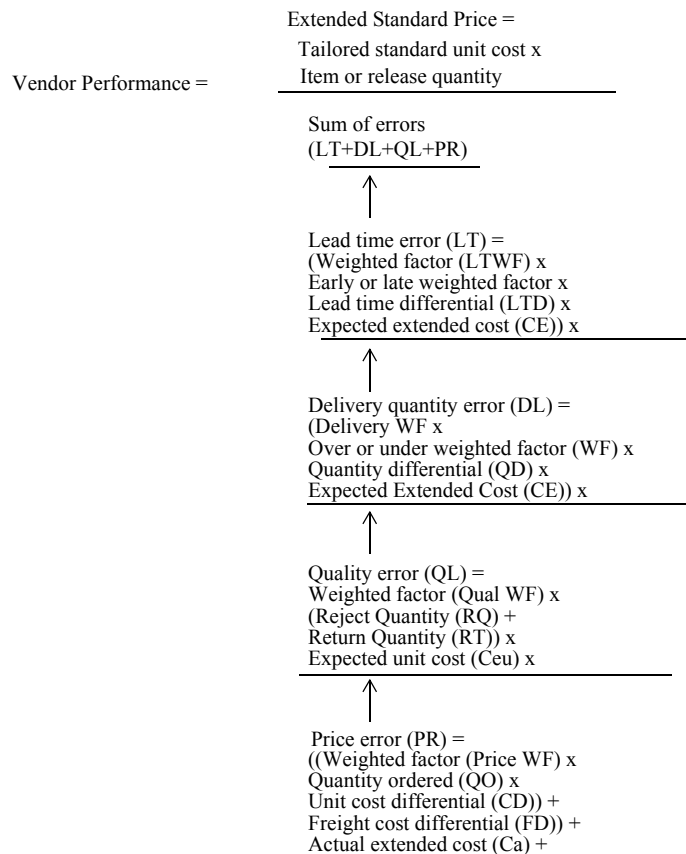 Extended Standard Price =
Tailored standard unit cost x
Vendor Performance = Item or release quantity
Sum of errors
(LT+DL+QL+PR)
Lead time error (LT) =
(Weighted factor (LTWF) x
Early or late weighted factor x
Lead time differential (LTD) x
Expected extended cost (CE)) x
Delivery quantity error (DL) =
(Delivery WF x
Over or under weighted factor (WF) x
Quantity differential (QD) x
Expected Extended Cost (CE)) x
Quality error (QL) =
Weighted factor (Qual WF) x
(Reject Quantity (RQ) +
Return Quantity (RT)) x
Expected unit cost (Ceu) x
Price error (PR) =
((Weighted factor (Price WF) x
Quantity ordered (QO) x
Unit cost differential (CD)) +
Freight cost differential (FD)) +
Actual extended cost (Ca) +